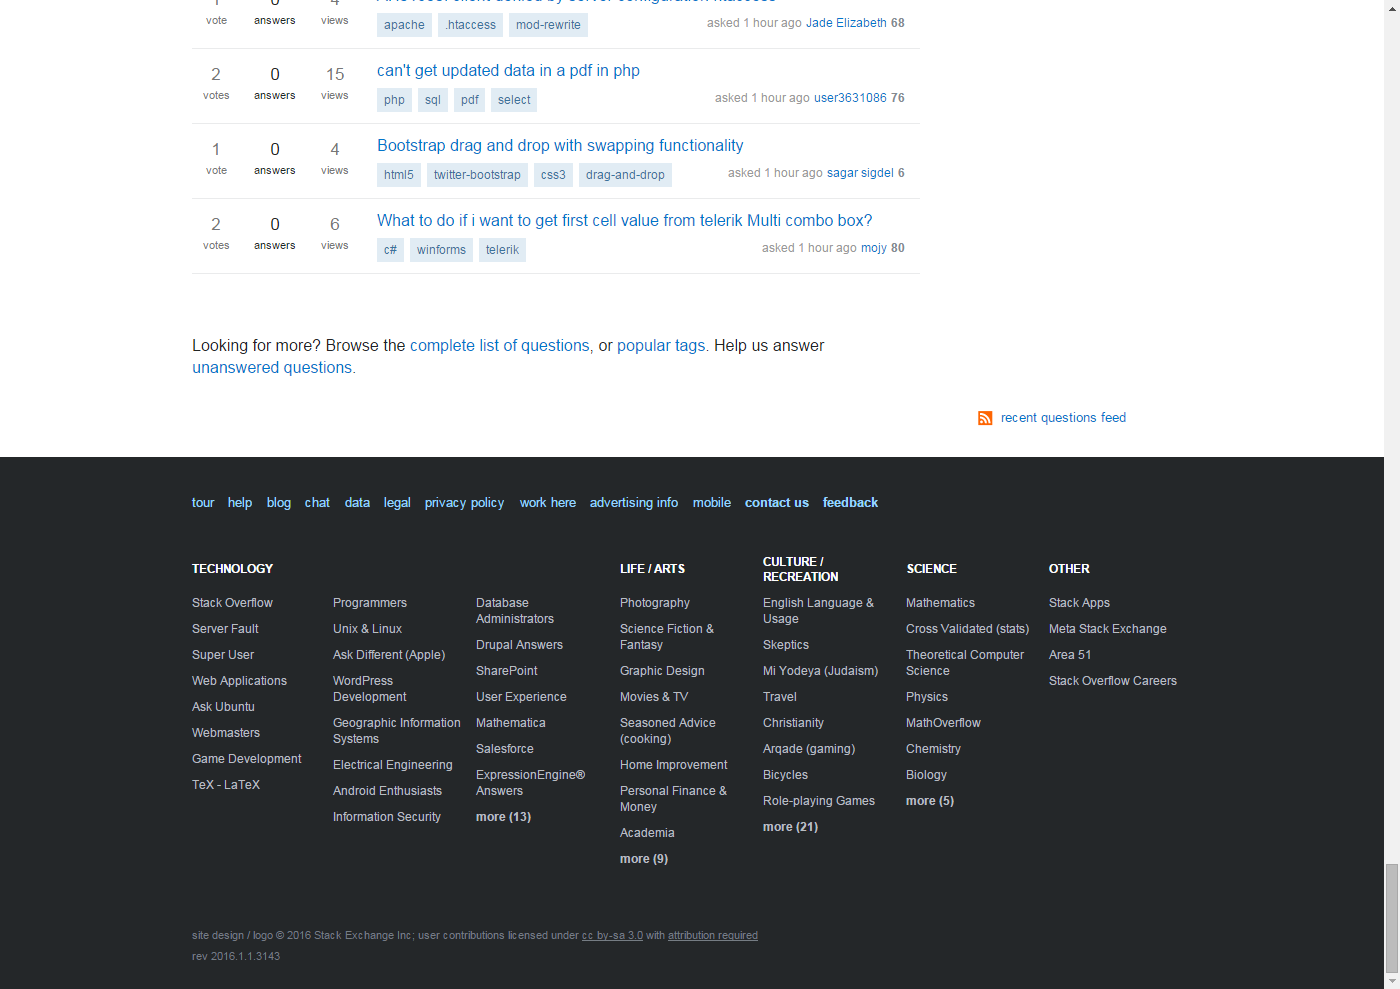 vote answers views
apache .htaccess mod-rewrite asked 1 hour ago Jade Elizabeth 68
2 0 15 can't get updated data in a pdf in php
votes answers views php sql pdf select asked 1 hour ago user3631086 76
1 0 4 Bootstrap drag and drop with swapping functionality
vote answers views html5 twitter-bootstrap css3 drag-and-drop asked 1 hour ago sagar sigdel 6
2 0 6 What to do if i want to get first cell value from telerik Multi combo box?
votes answers views c# winforms telerik asked 1 hour ago mojy 80
Looking for more? Browse the complete list of questions, or popular tags. Help us answer
unanswered questions.
recent questions feed
tour help blog chat data legal privacy policy work here advertising info mobile contact us feedback
TECHNOLOGY
Stack Overflow
Server Fault
Super User
Web Applications
Ask Ubuntu
Webmasters
Game Development
TeX - LaTeX
Programmers
Unix & Linux
Ask Different (Apple)
WordPress
Development
Geographic Information
Systems
Electrical Engineering
Android Enthusiasts
Information Security
Database
Administrators
Drupal Answers
SharePoint
User Experience
Mathematica
Salesforce
ExpressionEngine®
Answers
more (13)
LIFE / ARTS
Photography
Science Fiction &
Fantasy
Graphic Design
Movies & TV
Seasoned Advice
(cooking)
Home Improvement
Personal Finance &
Money
Academia
more (9)
CULTURE /
RECREATION
English Language &
Usage
Skeptics
Mi Yodeya (Judaism)
Travel
Christianity
Arqade (gaming)
Bicycles
Role-playing Games
more (21)
SCIENCE
Mathematics
Cross Validated (stats)
Theoretical Computer
Science
Physics
MathOverflow
Chemistry
Biology
more (5)
OTHER
Stack Apps
Meta Stack Exchange
Area 51
Stack Overflow Careers
site design / logo © 2016 Stack Exchange Inc; user contributions licensed under cc by-sa 3.0 with attribution required
rev 2016.1.1.3143